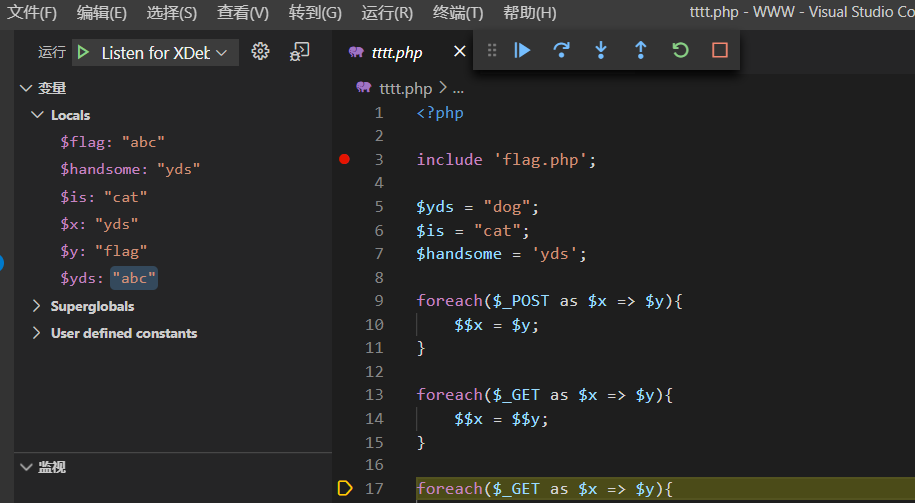 文件(F) 编辑(E) 选择(S) 查看(V) 转到(G) 运行(R) 终端(T) 帮助(H) tttt.php - WWW - Visual Studio Co
运行 Listen for XDeb
变量
Locals
$flag: "abc"
$handsome: "yds"
$is: "cat"
$x: "yds"
$y: "flag"
$yds: "abc"
Superglobals
User defined constants
监视
tttt.php
tttt.php > ...
1 <?php
2
3 include 'flag.php';
4
5 $yds = "dog";
6 $is = "cat";
7 $handsome = 'yds';
8
9 foreach($_POST as $x => $y){
10 $$x = $y;
11 }
12
13 foreach($_GET as $x => $y){
14 $$x = $$y;
15 }
16
17 foreach($_GET as $x => $y){